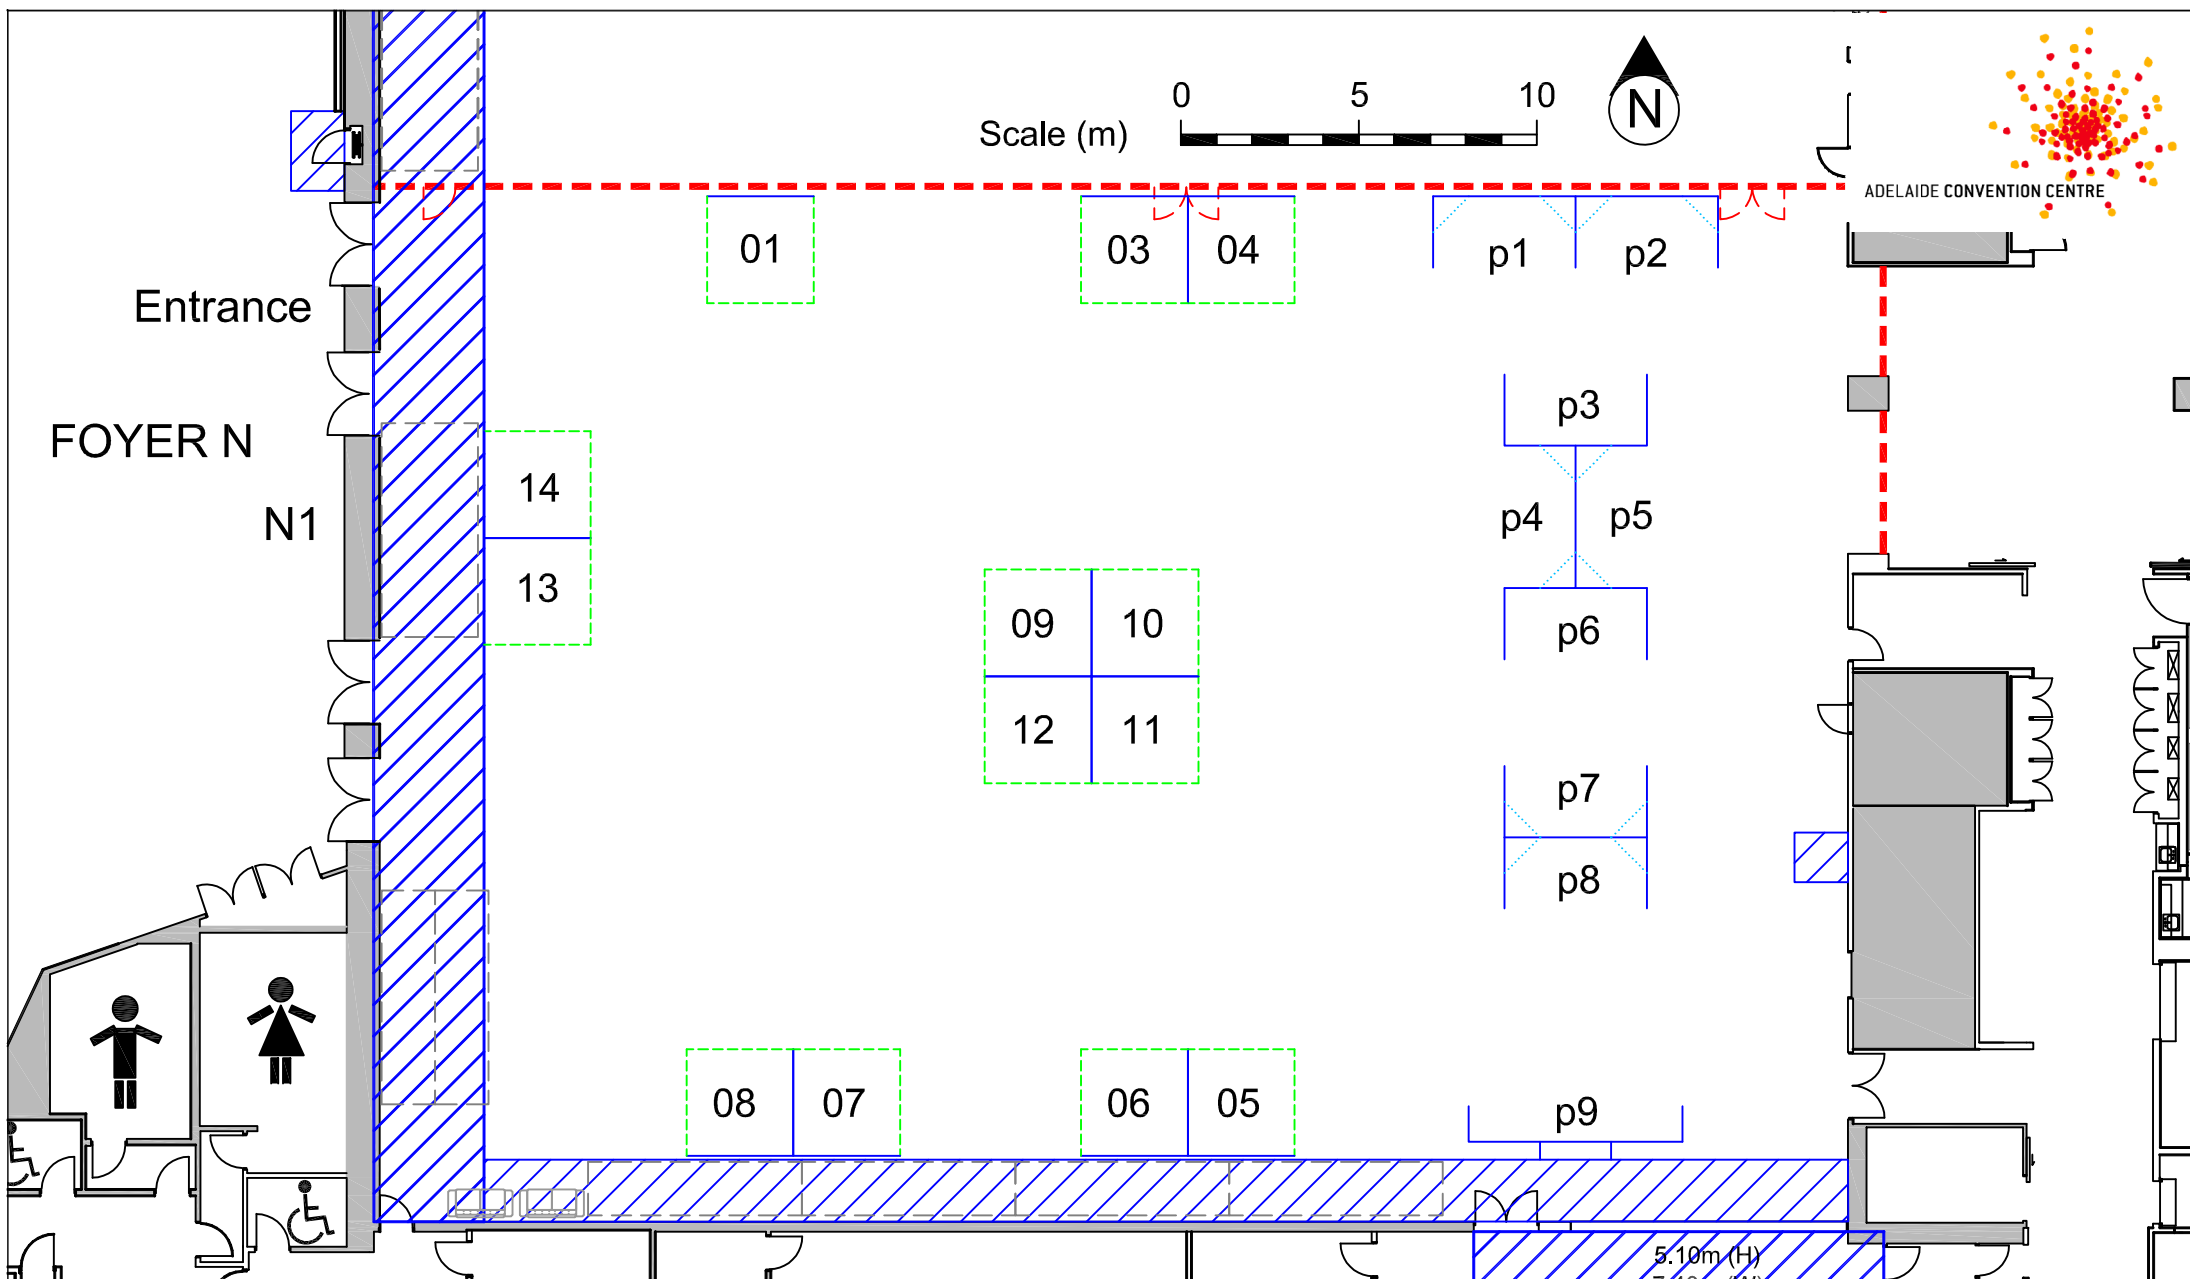 0 5 10
Scale (m)
N
ADELAIDE CONVENTION CENTRE
01
03 04
p1 p2
Entrance
p3
FOYER N
14
N1
p4 p5
13
09 10
p6
12 11
p7
p8
08 07 06 05
p9
5.10m (H)